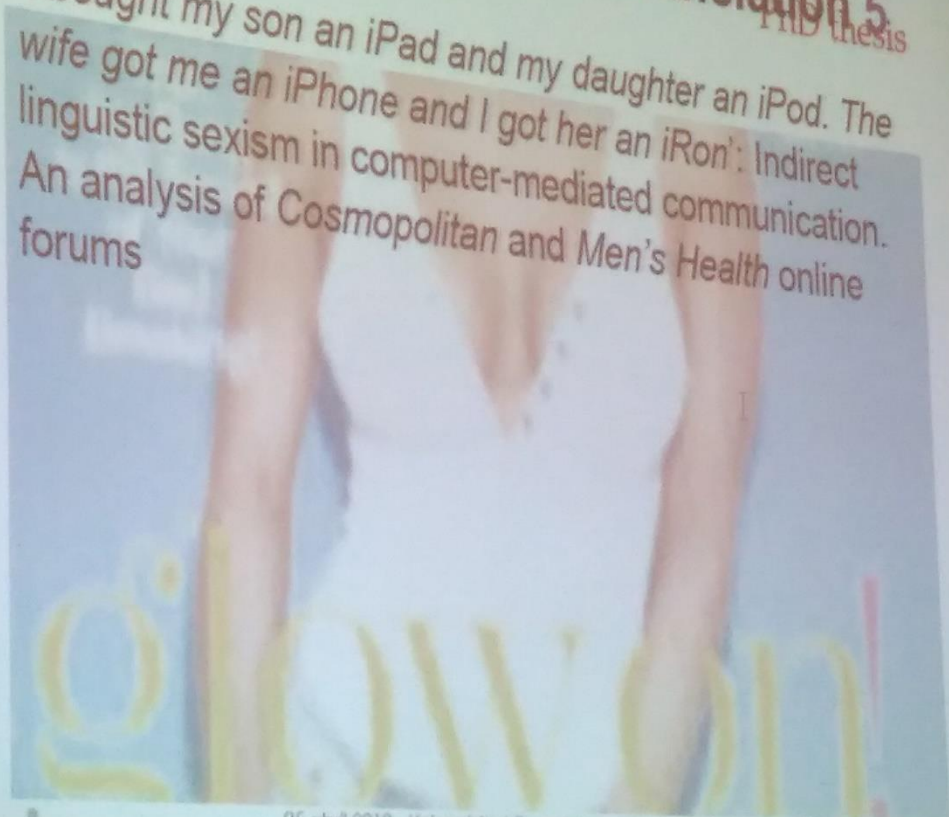 PhD thesis
my son an iPad and my daughter an iPod. The
wife got me an iPhone and I got her an iRon': Indirect
linguistic sexism in computer-mediated communication.
An analysis of Cosmopolitan and Men's Health online
forums
glow on!